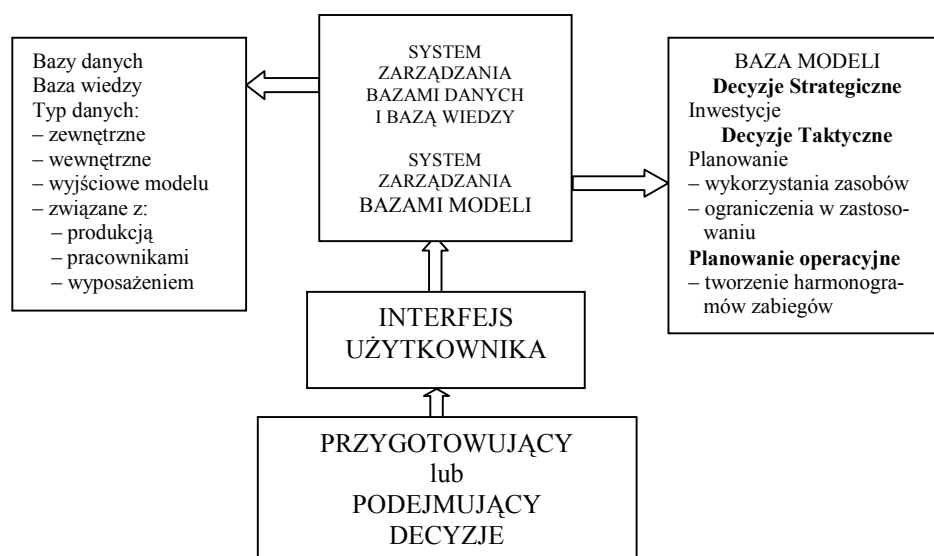 Bazy danych
Baza wiedzy
Typ danych:
– zewnętrzne
– wewnętrzne
– wyjściowe modelu
– związane z:
– produkcją
– pracownikami
– wyposażeniem
SYSTEM
ZARZĄDZANIA
BAZAMI DANYCH
I BAZĄ WIEDZY
SYSTEM
ZARZĄDZANIA
BAZAMI MODELI
BAZA MODELI
Decyzje Strategiczne
Inwestycje
Decyzje Taktyczne
Planowanie
– wykorzystania zasobów
– ograniczenia w zastoso-
waniu
Planowanie operacyjne
– tworzenie harmonogra-
mów zabiegów
INTERFEJS
UŻYTKOWNIKA
PRZYGOTOWUJĄCY
lub
PODEJMUJĄCY
DECYZJE